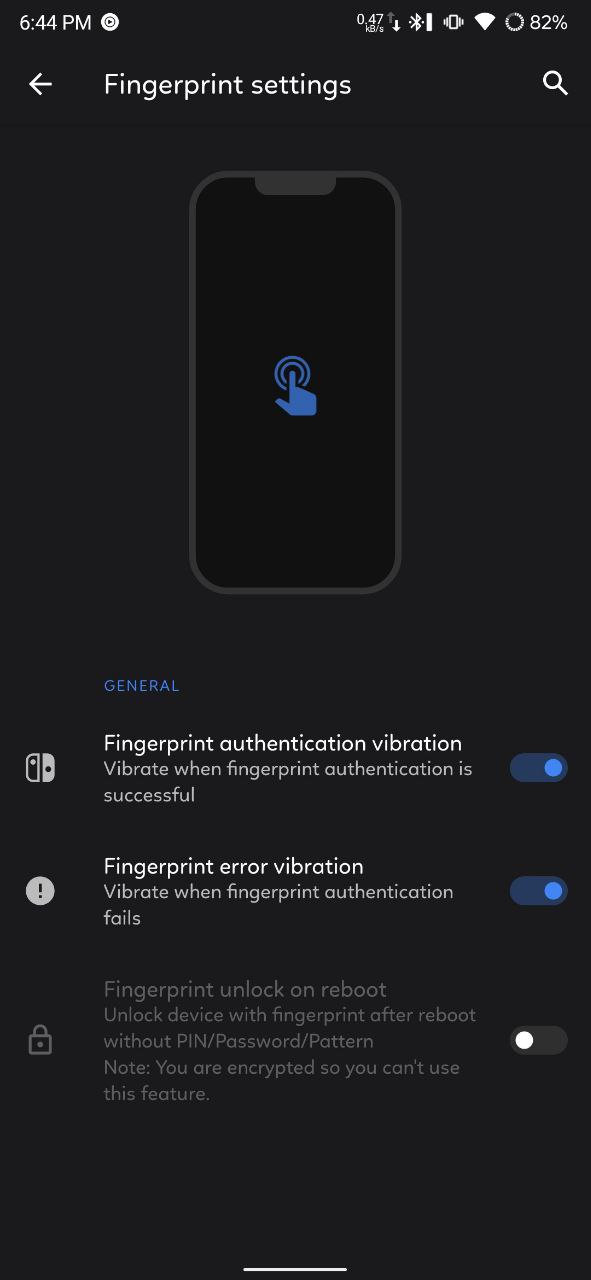 6:44 PM 0.47 kB/s 82%
Fingerprint settings
GENERAL
Fingerprint authentication vibration
Vibrate when fingerprint authentication is
successful
Fingerprint error vibration
Vibrate when fingerprint authentication
fails
Fingerprint unlock on reboot
Unlock device with fingerprint after reboot
without PIN/Password/Pattern
Note: You are encrypted so you can't use
this feature.